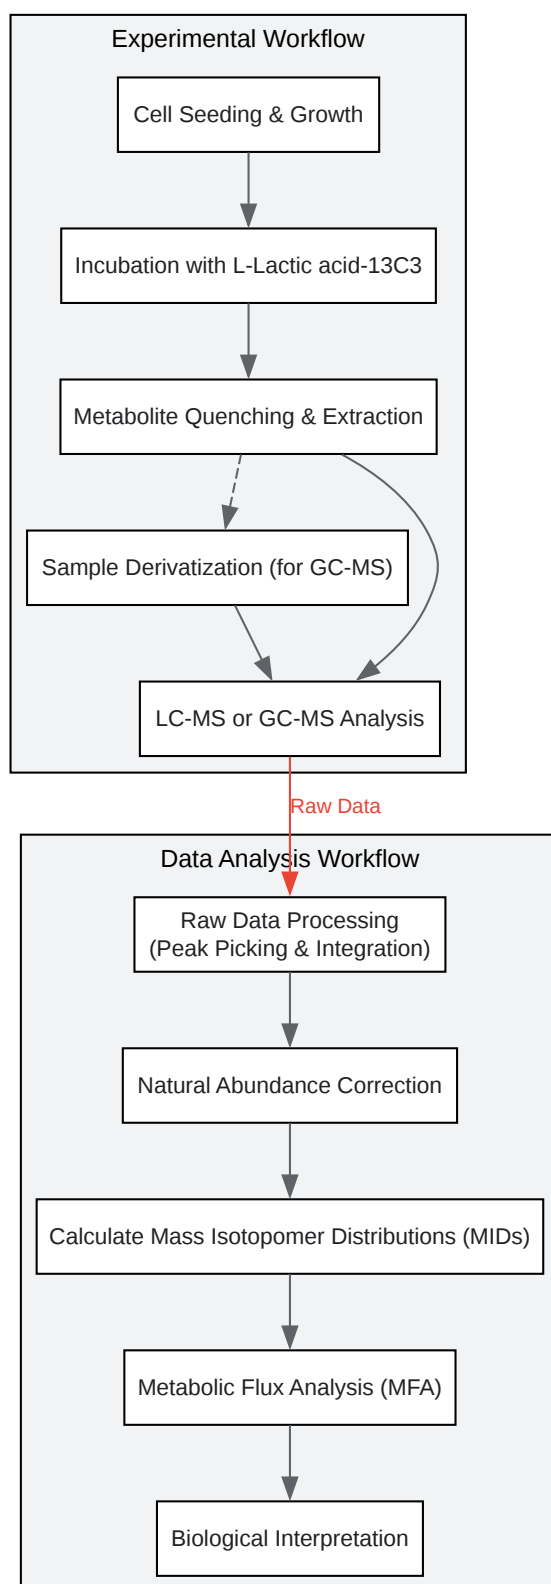 Experimental Workflow
Cell Seeding & Growth
Incubation with L-Lactic acid-13C3
Metabolite Quenching & Extraction
Sample Derivatization (for GC-MS)
LC-MS or GC-MS Analysis
Raw Data
Data Analysis Workflow
Raw Data Processing
(Peak Picking & Integration)
Natural Abundance Correction
Calculate Mass Isotopomer Distributions (MIDs)
Metabolic Flux Analysis (MFA)
Biological Interpretation